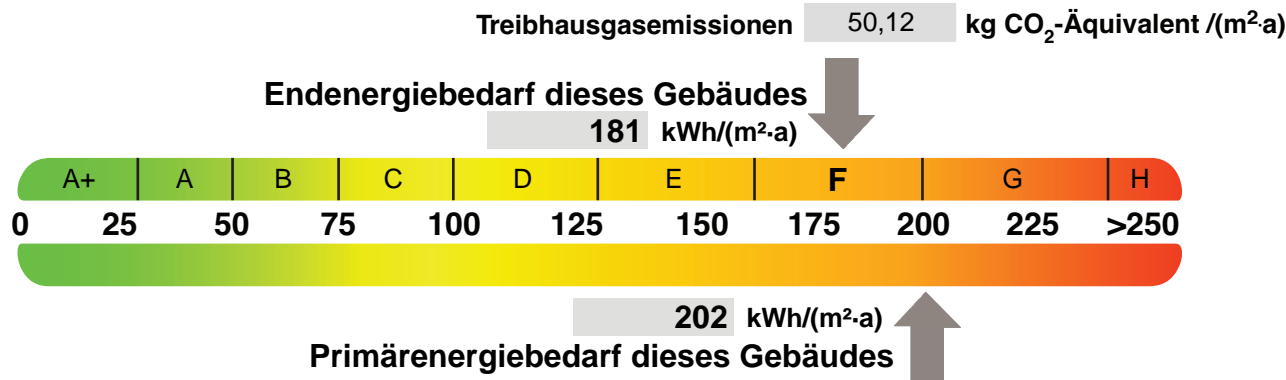 Treibhausgasemissionen 50,12 kg CO₂-Äquivalent /(m²·a)
Endenergiebedarf dieses Gebäudes
181 kWh/(m²·a)
A+ A B C D E F G H
0 25 50 75 100 125 150 175 200 225 >250
202 kWh/(m²·a)
Primärenergiebedarf dieses Gebäudes